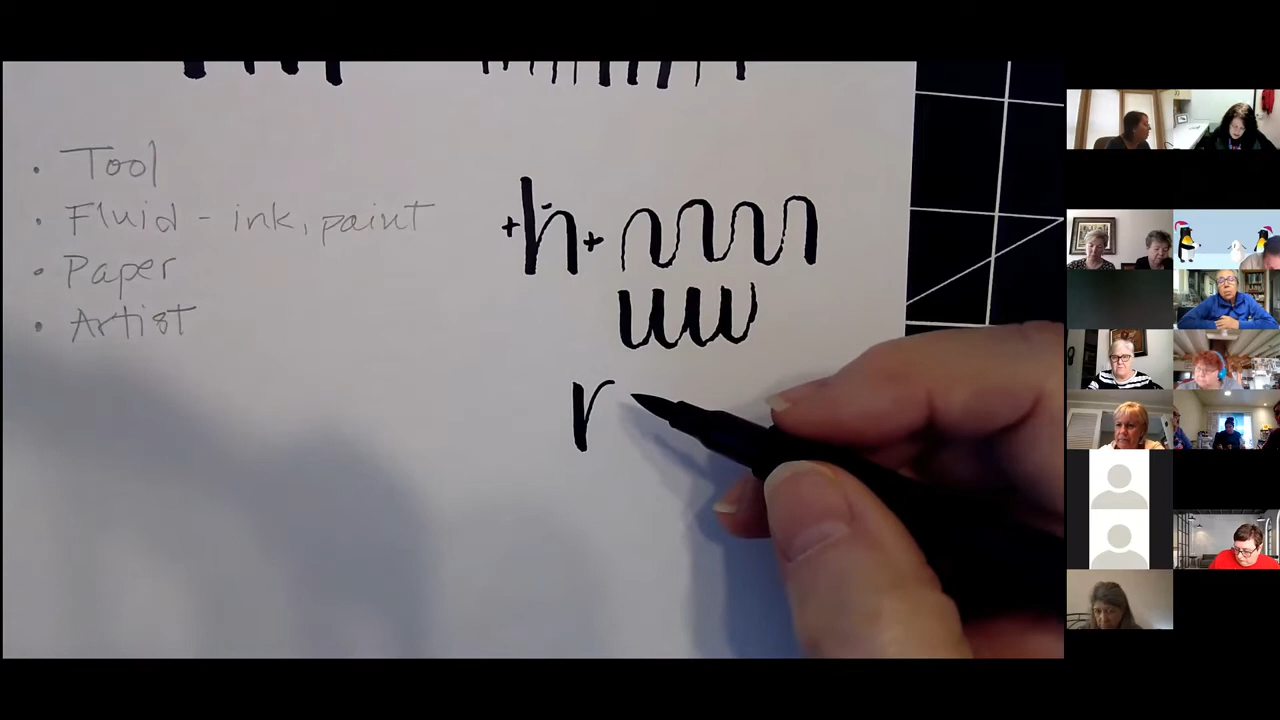 • Tool
• Fluid - ink, paint
• Paper
• Artist
+h+
r